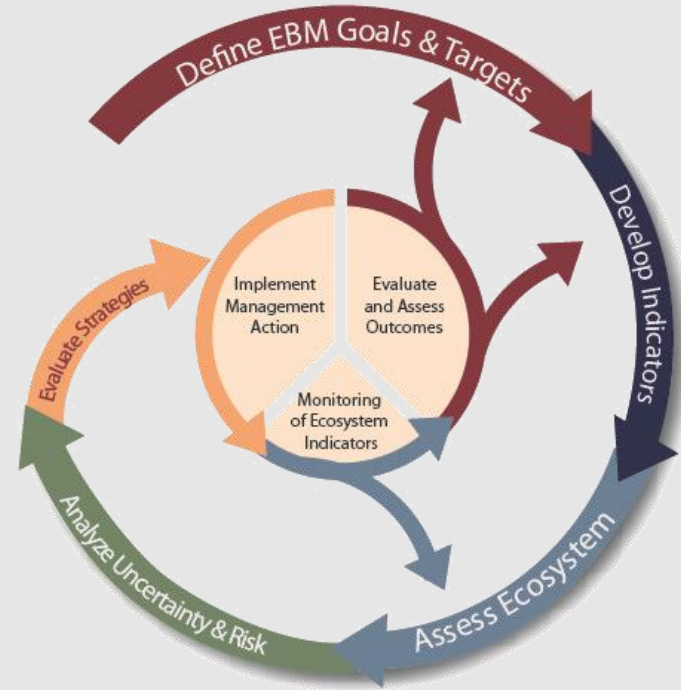 Define EBM Goals & Targets
Develop Indicators
Assess Ecosystem
Analyze Uncertainty & Risk
Evaluate Strategies
Implement
Management
Action
Evaluate
and Assess
Outcomes
Monitoring
of Ecosystem
Indicators